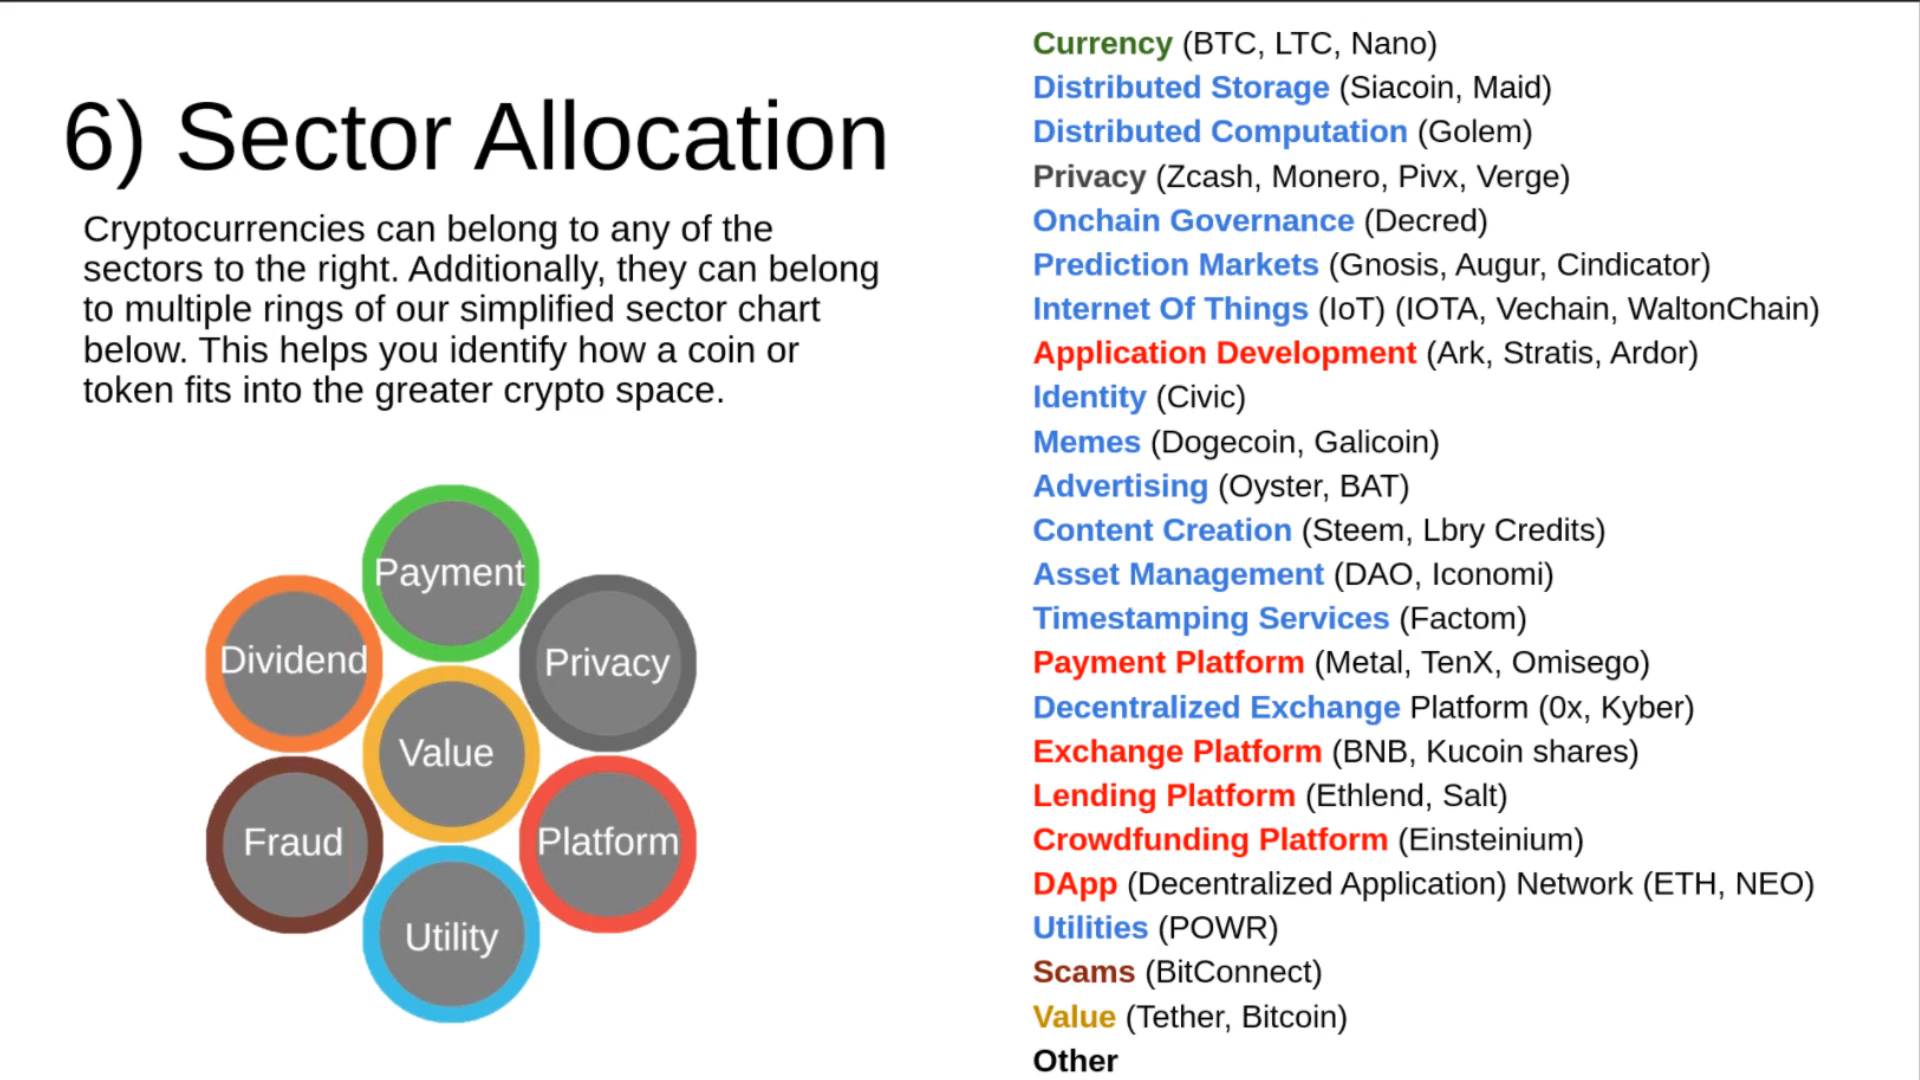 6) Sector Allocation
Cryptocurrencies can belong to any of the
sectors to the right. Additionally, they can belong
to multiple rings of our simplified sector chart
below. This helps you identify how a coin or
token fits into the greater crypto space.
Payment
Dividend
Privacy
Value
Fraud
Platform
Utility
Currency (BTC, LTC, Nano)
Distributed Storage (Siacoin, Maid)
Distributed Computation (Golem)
Privacy (Zcash, Monero, Pivx, Verge)
Onchain Governance (Decred)
Prediction Markets (Gnosis, Augur, Cindicator)
Internet Of Things (IoT) (IOTA, Vechain, WaltonChain)
Application Development (Ark, Stratis, Ardor)
Identity (Civic)
Memes (Dogecoin, Galicoin)
Advertising (Oyster, BAT)
Content Creation (Steem, Lbry Credits)
Asset Management (DAO, Iconomi)
Timestamping Services (Factom)
Payment Platform (Metal, TenX, Omisego)
Decentralized Exchange Platform (0x, Kyber)
Exchange Platform (BNB, Kucoin shares)
Lending Platform (Ethlend, Salt)
Crowdfunding Platform (Einsteinium)
DApp (Decentralized Application) Network (ETH, NEO)
Utilities (POWR)
Scams (BitConnect)
Value (Tether, Bitcoin)
Other